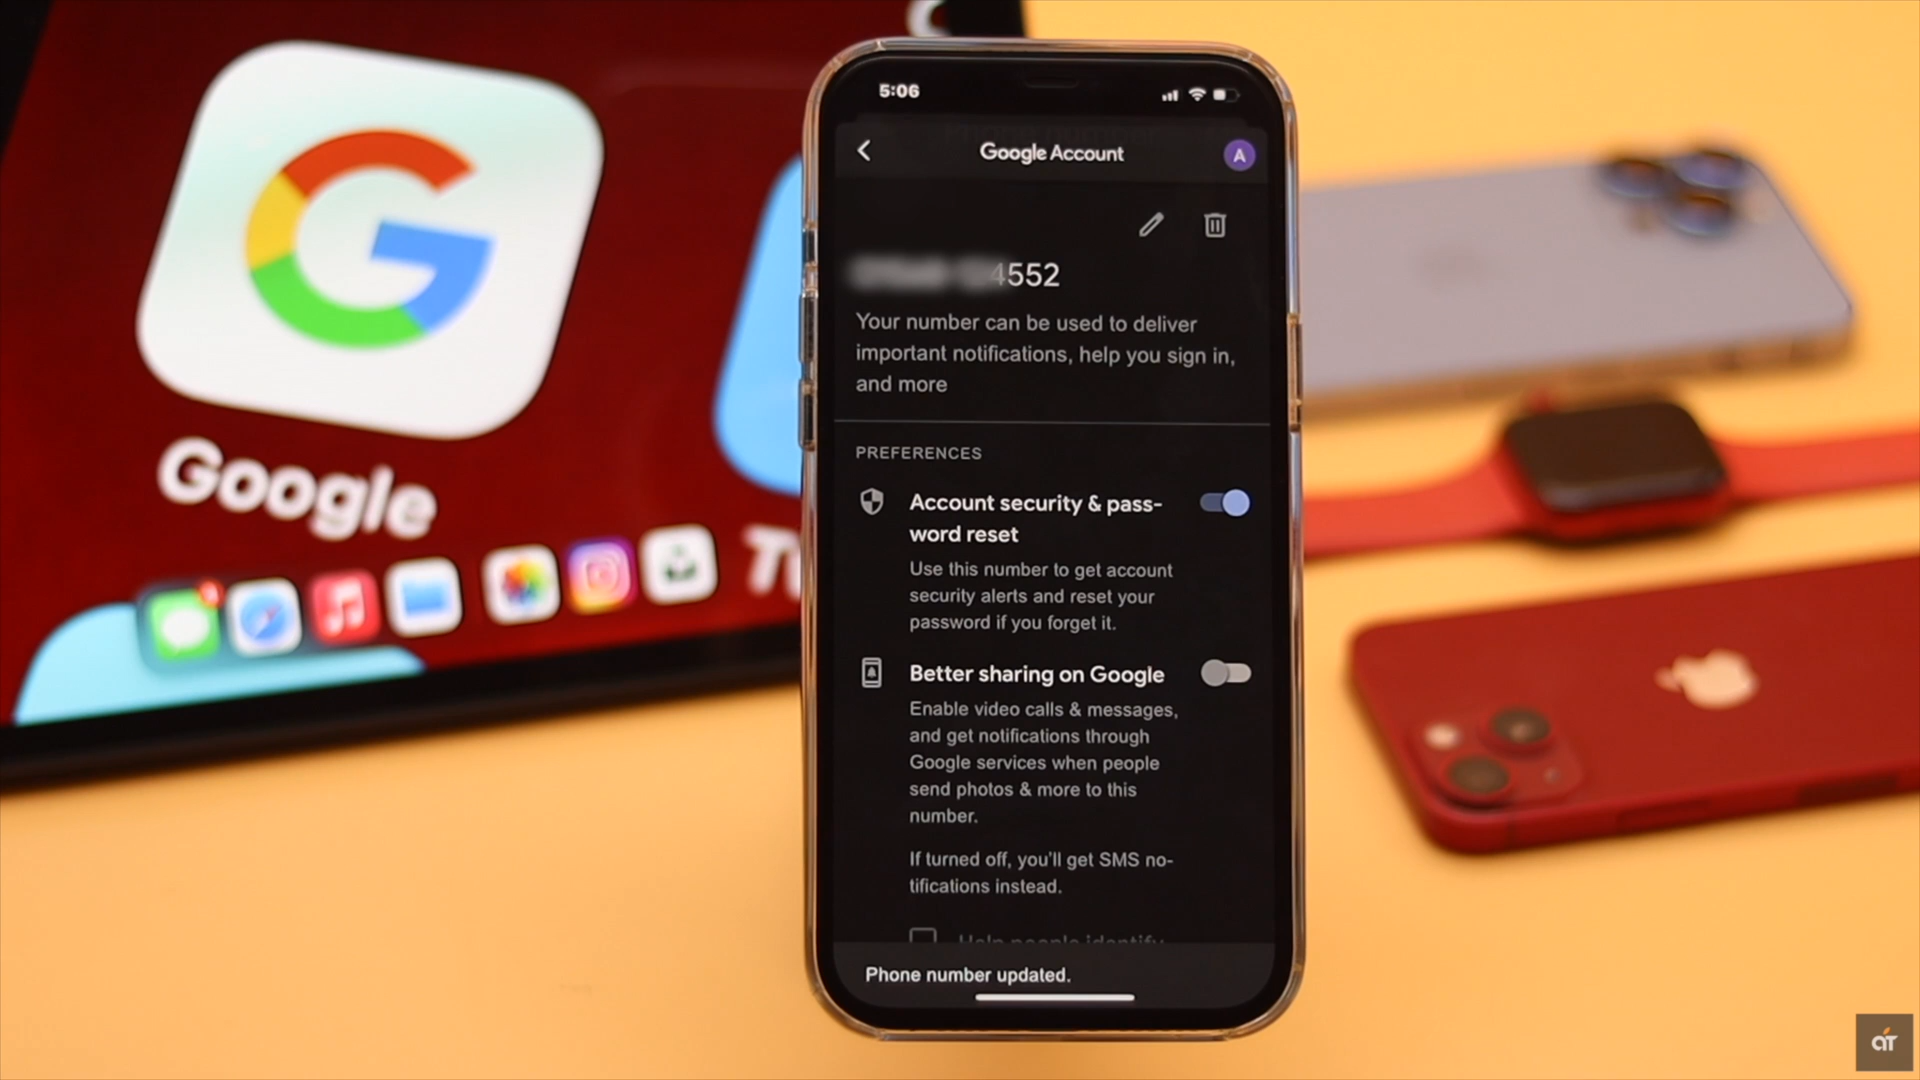 5:06
Google Account
A
4552
Your number can be used to deliver
important notifications, help you sign in,
and more
PREFERENCES
Account security & pass-
word reset
Use this number to get account
security alerts and reset your
password if you forget it.
Better sharing on Google
Enable video calls & messages,
and get notifications through
Google services when people
send photos & more to this
number.
If turned off, you'll get SMS no-
tifications instead.
Help people identify
Phone number updated.
Google
aT